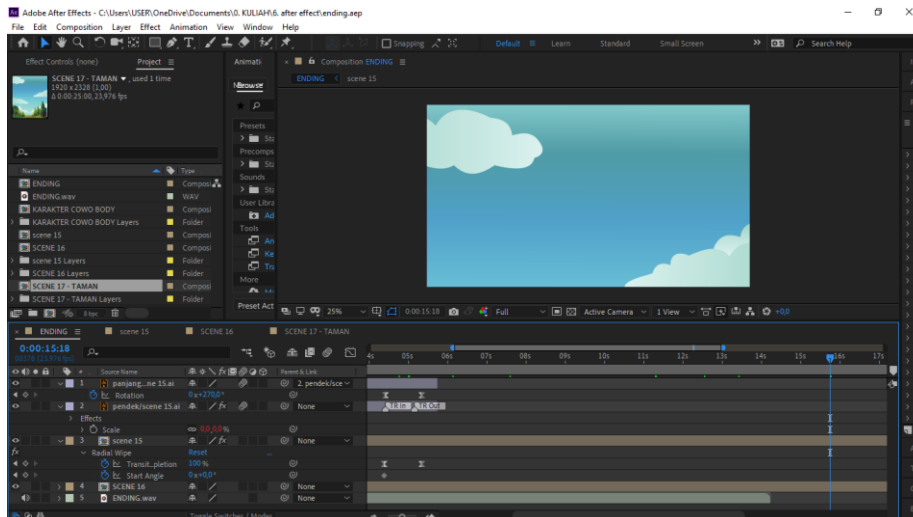 Adobe After Effects - C:\Users\USER\OneDrive\Documents\0. KULIAH\6. after effect\ending.aep
File Edit Composition Layer Effect Animation View Window Help
Snapping Default Learn Standard Small Screen Search Help
Effect Controls (none) Project Animati Composition ENDING
SCENE 17 - TAMAN , used 1 time
1920 x 2328 (1,00)
Δ 0:00:25:00, 23,976 fps
Browse
ENDING scene 15
Presets
Precomps
Sounds
User Libra
Tools
More
Preset Act
Name Type
ENDING Composi
ENDING.wav WAV
KARAKTER COWO BODY Composi
KARAKTER COWO BODY Layers Folder
scene 15 Composi
SCENE 16 Composi
scene 15 Layers Folder
SCENE 16 Layers Folder
SCENE 17 - TAMAN Composi
SCENE 17 - TAMAN Layers Folder
8 bpc
25% 0:00:15:18 Full Active Camera 1 View +0,0
ENDING scene 15 SCENE 16 SCENE 17 - TAMAN
0:00:15:18
4s 05s 06s 07s 08s 09s 10s 11s 12s 13s 14s 15s 16s 17s
# Source Name Parent & Link
1 panjang...ne 15.ai 2. pendek/sce
Rotation 0x+270,0°
2 pendek/scene 15.ai None TR In TR Out
Effects
Scale 0,0,0,0%
3 scene 15 None
Radial Wipe Reset
Transit...pletion 100 %
Start Angle 0x+0,0°
4 SCENE 16 None
5 ENDING.wav None
Toggle Switches / Modes